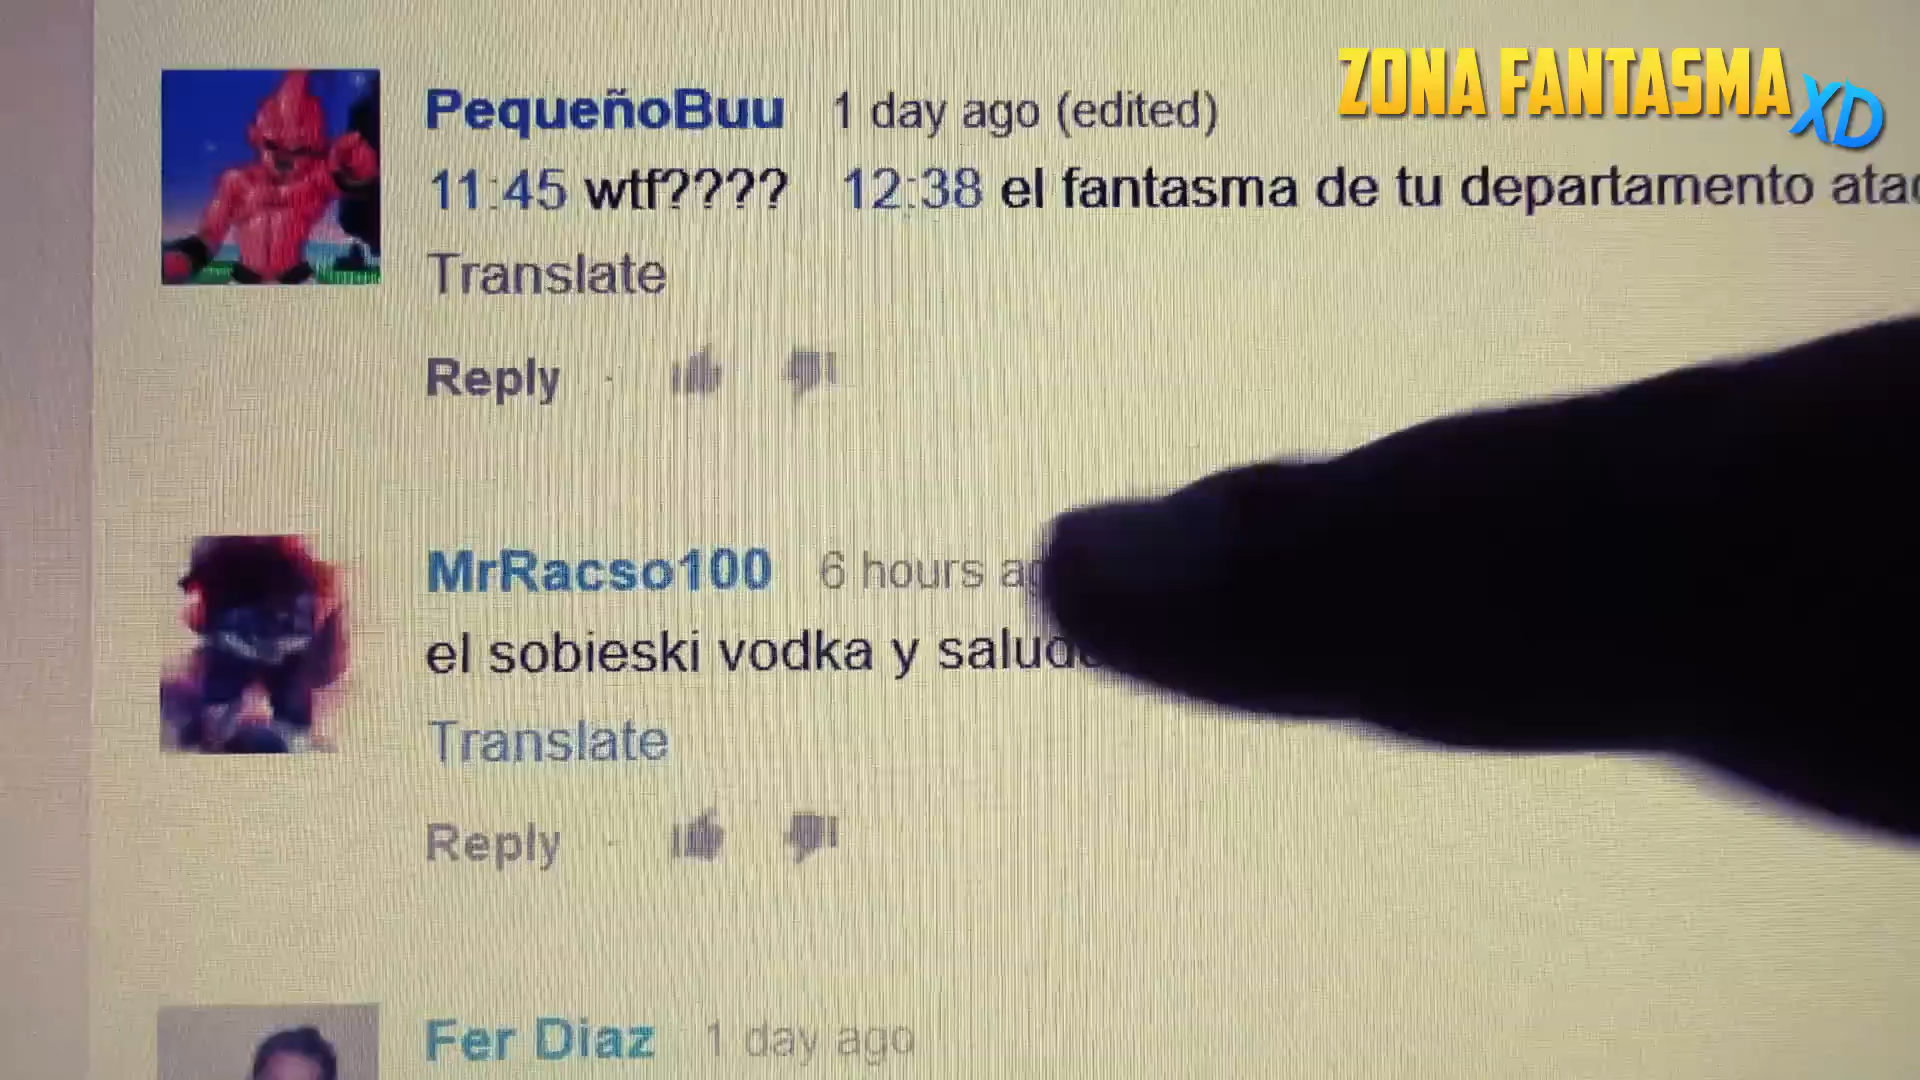 ZONA FANTASMA XD
PequeñoBuu 1 day ago (edited)
11:45 wtf???? 12:38 el fantasma de tu departamento
Translate
Reply
MrRacso100 6 hours
el sobieski vodka y
Translate
Reply
Fer Diaz 1 day ago